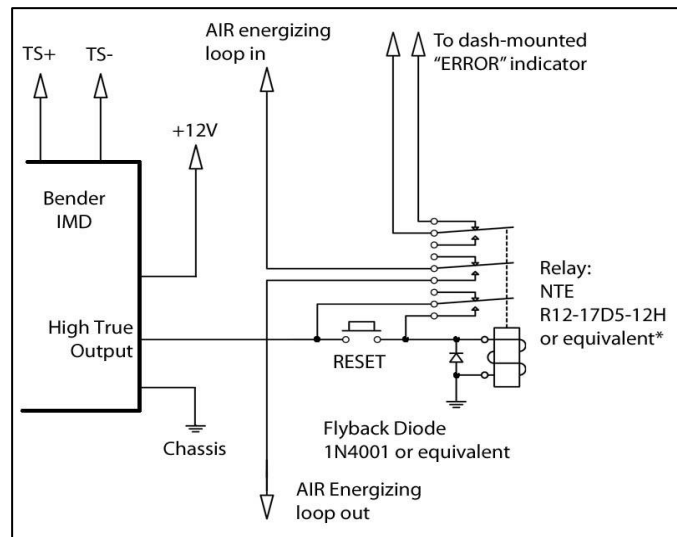 TS+
TS-
AIR energizing
loop in
To dash-mounted
“ERROR” indicator
+12V
Bender
IMD
Relay:
NTE
R12-17D5-12H
or equivalent*
High True
Output
RESET
Chassis
Flyback Diode
1N4001 or equivalent
AIR Energizing
loop out